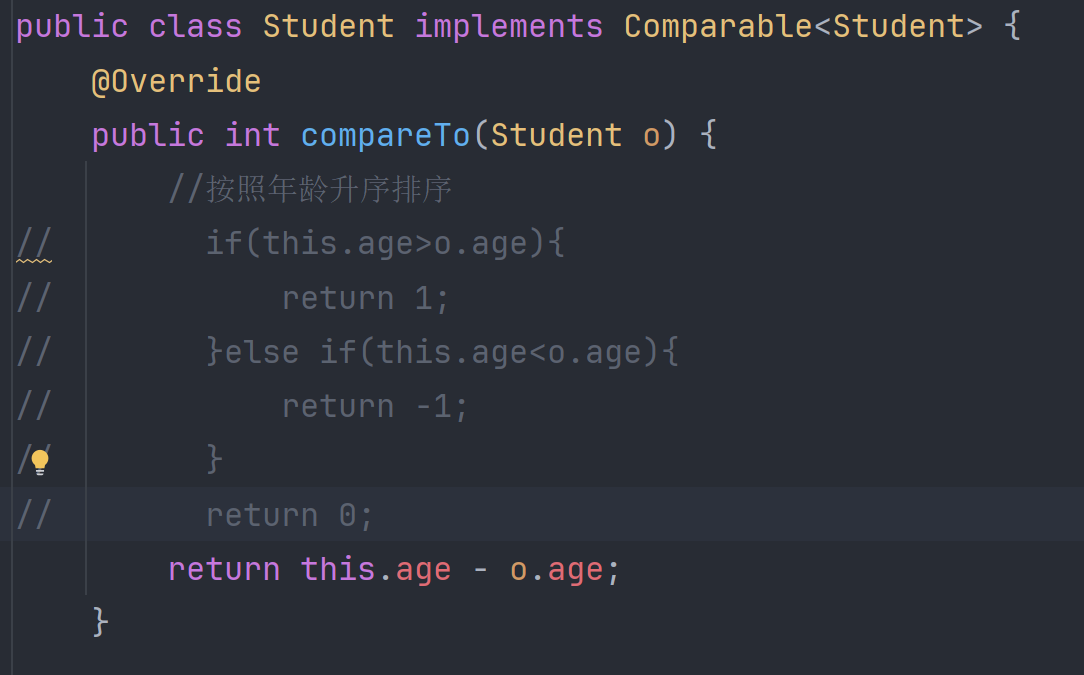 public class Student implements Comparable<Student> {
    @Override
    public int compareTo(Student o) {
        //按照年龄升序排序
//        if(this.age>o.age){
//            return 1;
//        }else if(this.age<o.age){
//            return -1;
//        }
//        return 0;
        return this.age - o.age;
    }